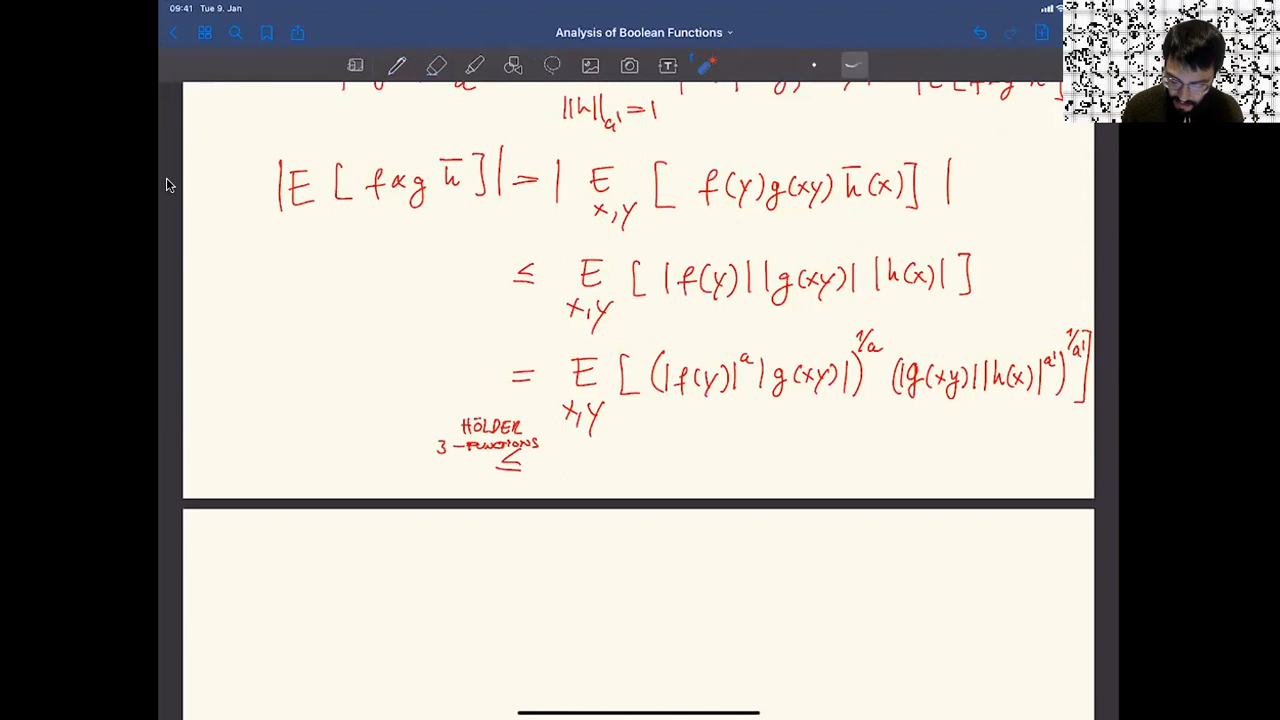 09:41 Tue 9. Jan
Analysis of Boolean Functions
||h||_{a'} = 1
|E [ f * g h̄ ]| = | E_{x,y} [ f(y) g(xy) h̄(x) ] |
≤ E_{x,y} [ |f(y)| |g(xy)| |h(x)| ]
= E_{x,y} [ (|f(y)|^a |g(xy)|)^{1/a} (|g(xy)| |h(x)|^{a'})^{1/a'} ]
HÖLDER
3-FUNCTIONS
≤